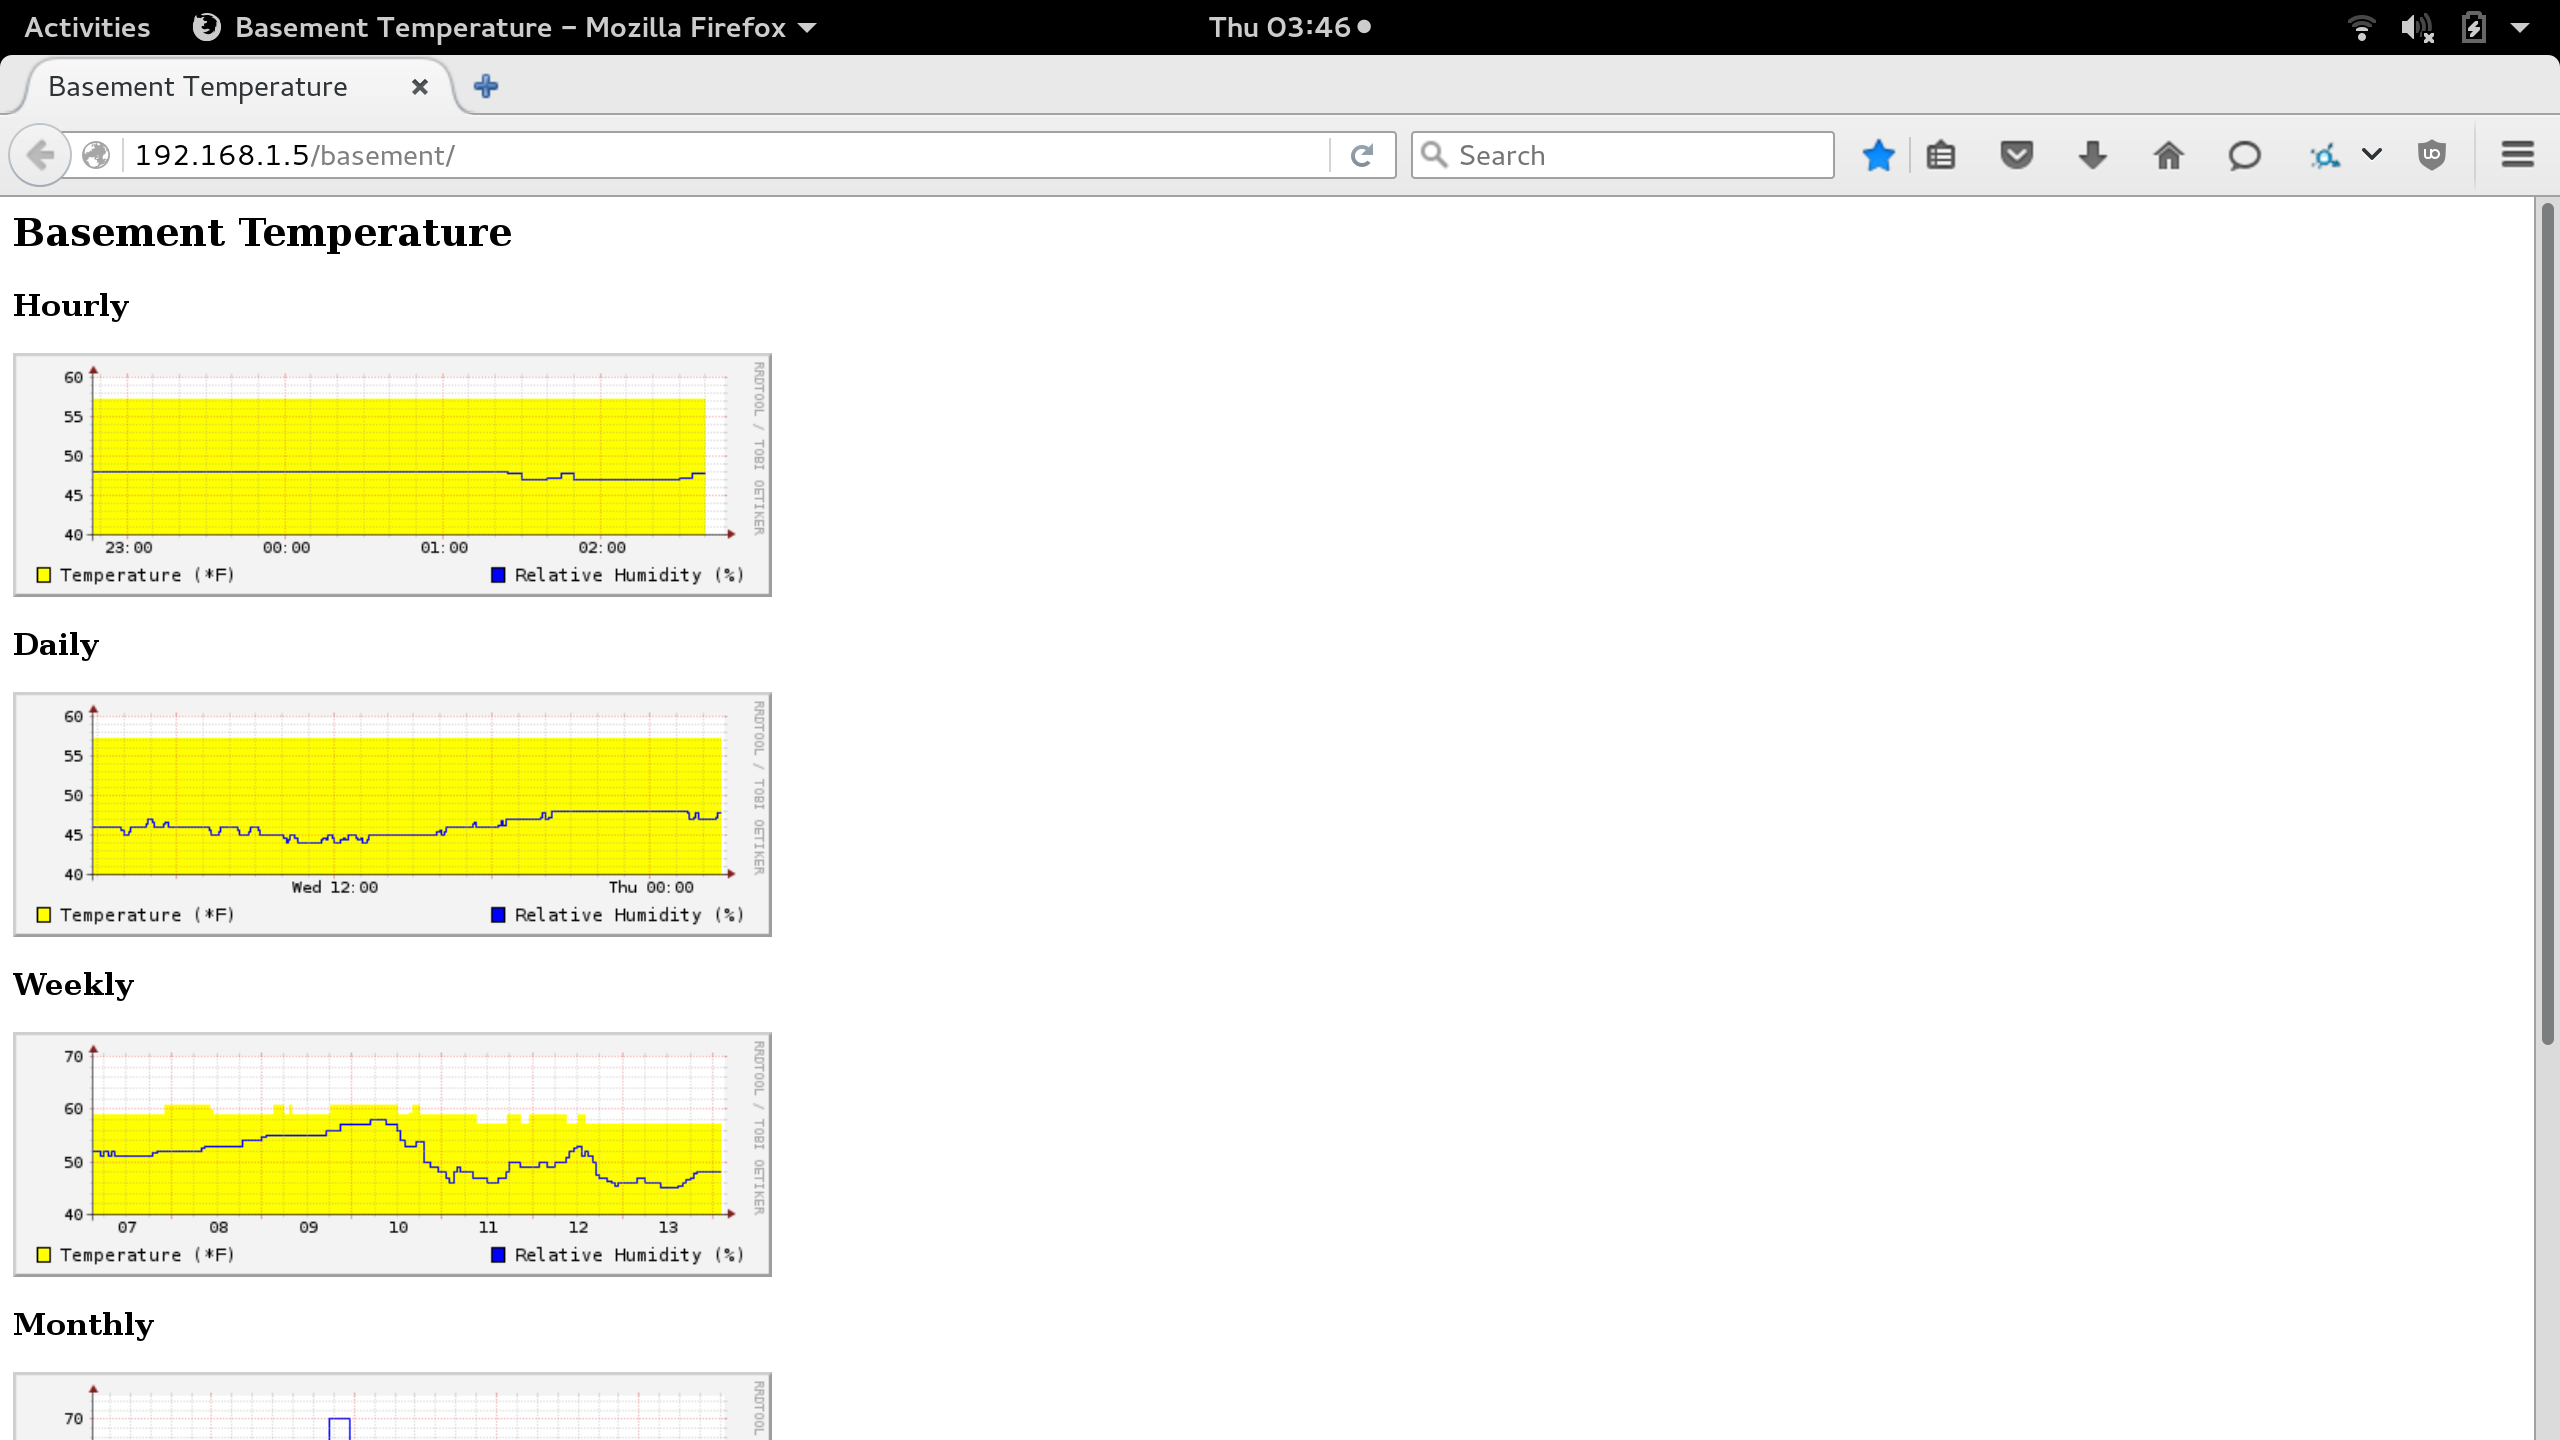 Activities Basement Temperature – Mozilla Firefox Thu 03:46
Basement Temperature
192.168.1.5/basement/ Search
Basement Temperature
Hourly
60
55
50
45
40
23:00 00:00 01:00 02:00
Temperature (*F) Relative Humidity (%)
RRDTOOL / TOBI OETIKER
Daily
60
55
50
45
40
Wed 12:00 Thu 00:00
Temperature (*F) Relative Humidity (%)
RRDTOOL / TOBI OETIKER
Weekly
70
60
50
40
07 08 09 10 11 12 13
Temperature (*F) Relative Humidity (%)
RRDTOOL / TOBI OETIKER
Monthly
70
RRDTOOL